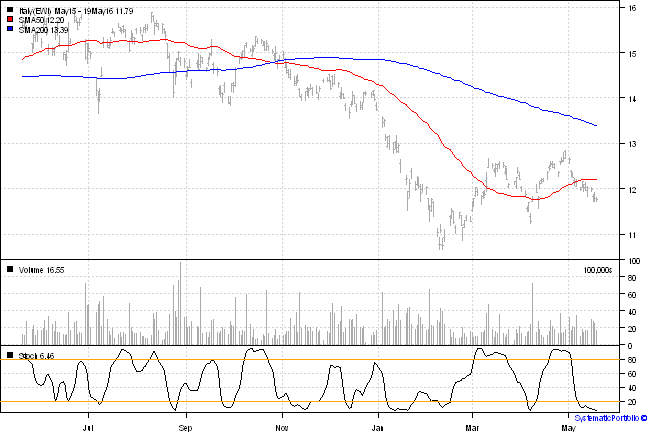 Italy(EWI) May15 - 19May16 11.79
SMA50 12.20
SMA200 13.39
16
15
14
13
12
11
Volume 16.55
100,000s
100
80
60
40
20
0
Stoch 6.46
80
60
40
20
Jul Sep Nov Jan Mar May
SystematicPortfolio ©